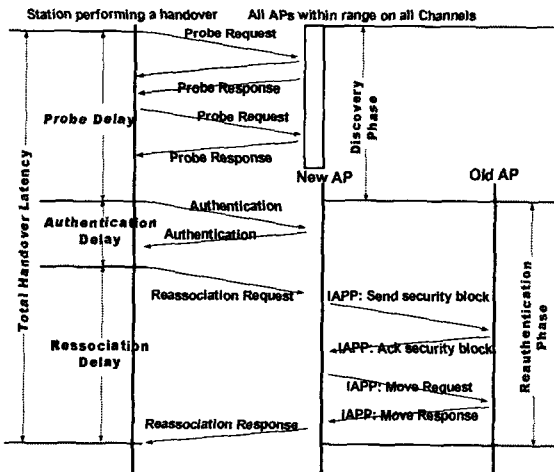 Station performing a handover
All APs within range on all Channels
Probe Request
Probe Response
Probe Request
Probe Response
Probe Delay
Discovery
Phase
New AP
Old AP
Authentication
Authentication
Authentication
Delay
Total Handover Latency
Reassociation Request
IAPP: Send security block
IAPP: Ack security block
Ressociation
Delay
IAPP: Move Request
IAPP: Move Response
Reassociation Response
Reauthentication
Phase